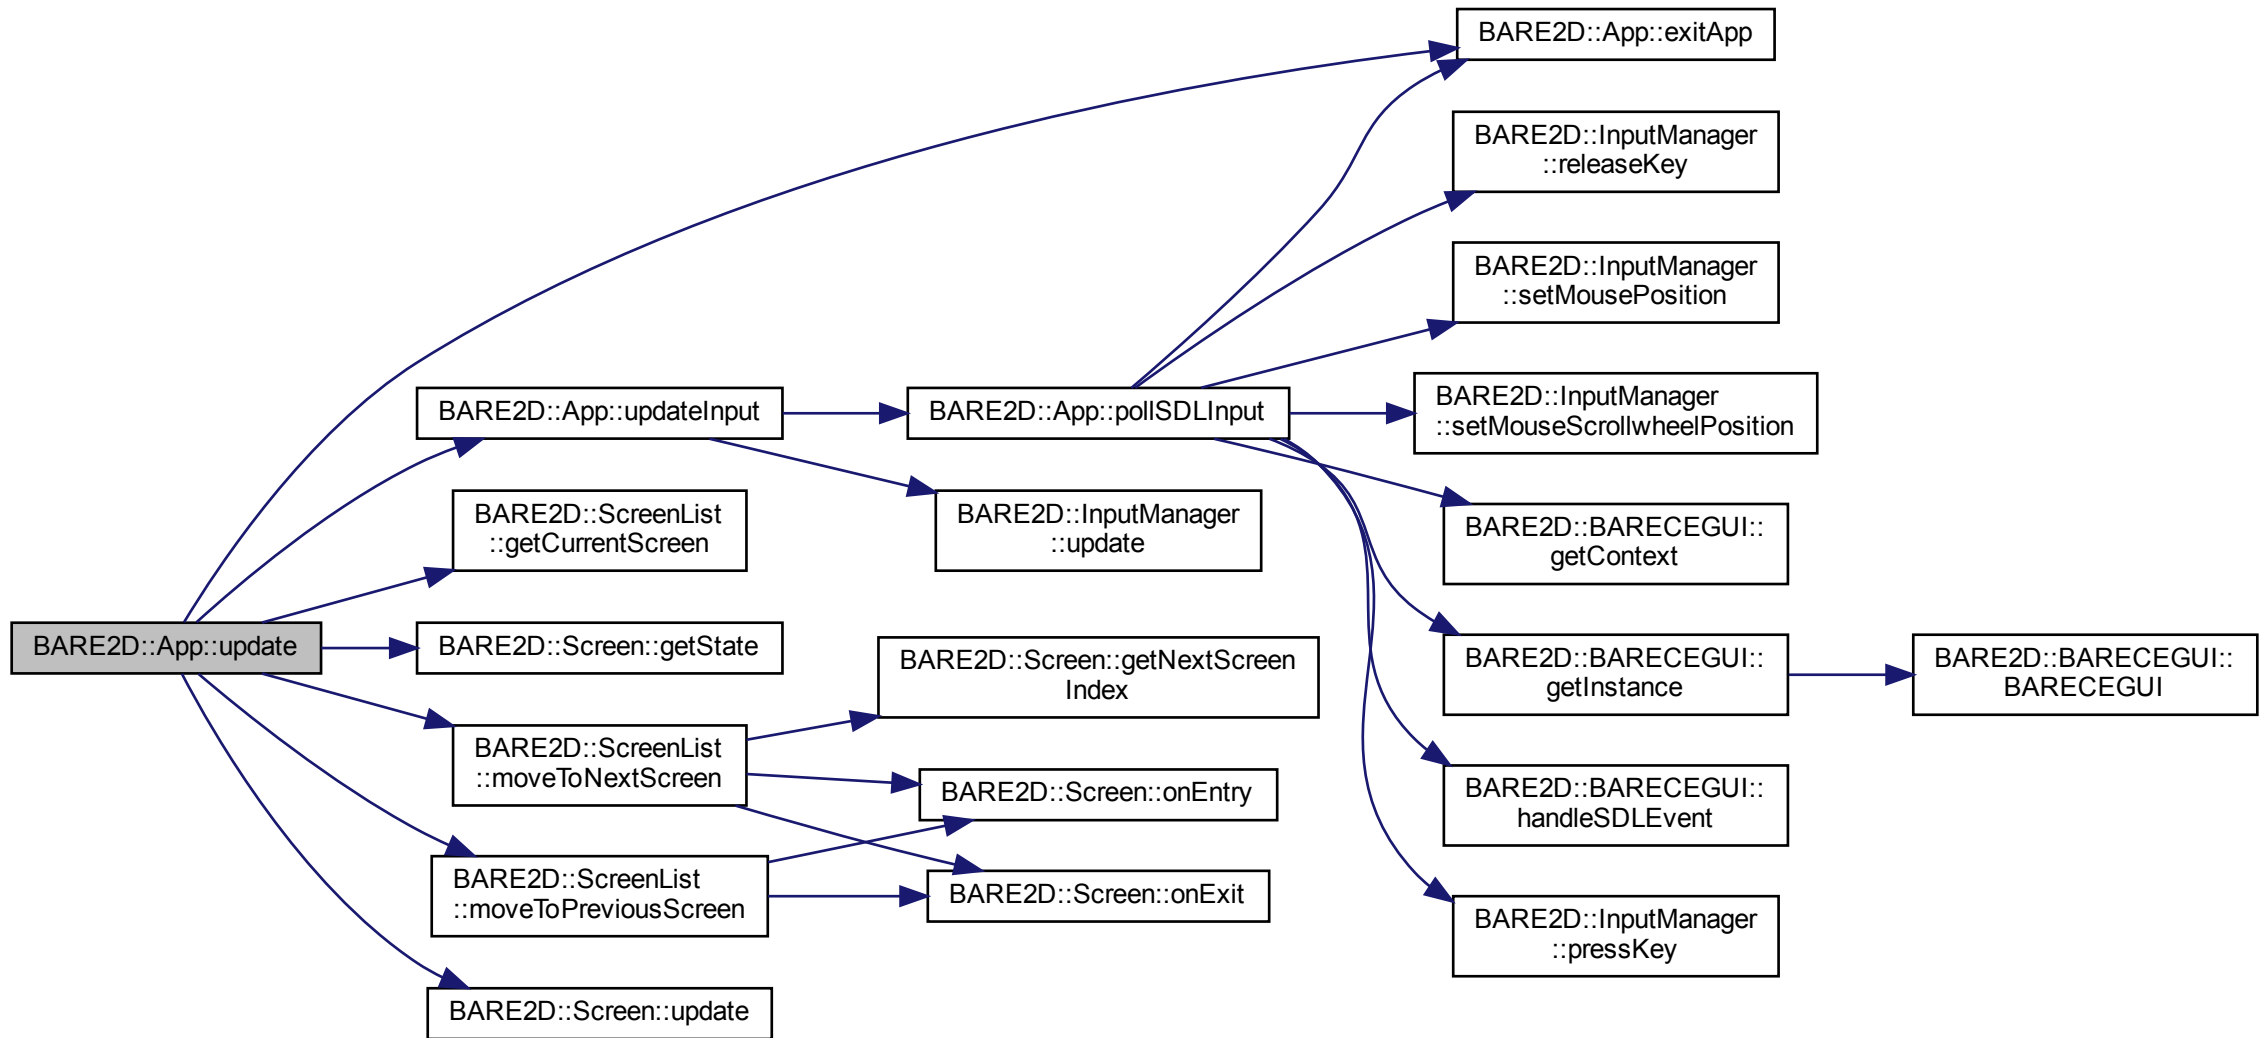 BARE2D::App::exitApp
BARE2D::InputManager
::releaseKey
BARE2D::InputManager
::setMousePosition
BARE2D::App::updateInput
BARE2D::App::pollSDLInput
BARE2D::InputManager
::setMouseScrollwheelPosition
BARE2D::ScreenList
::getCurrentScreen
BARE2D::InputManager
::update
BARE2D::BARECEGUI::
getContext
BARE2D::App::update
BARE2D::Screen::getState
BARE2D::Screen::getNextScreen
Index
BARE2D::BARECEGUI::
getInstance
BARE2D::BARECEGUI::
BARECEGUI
BARE2D::ScreenList
::moveToNextScreen
BARE2D::Screen::onEntry
BARE2D::BARECEGUI::
handleSDLEvent
BARE2D::ScreenList
::moveToPreviousScreen
BARE2D::Screen::onExit
BARE2D::InputManager
::pressKey
BARE2D::Screen::update